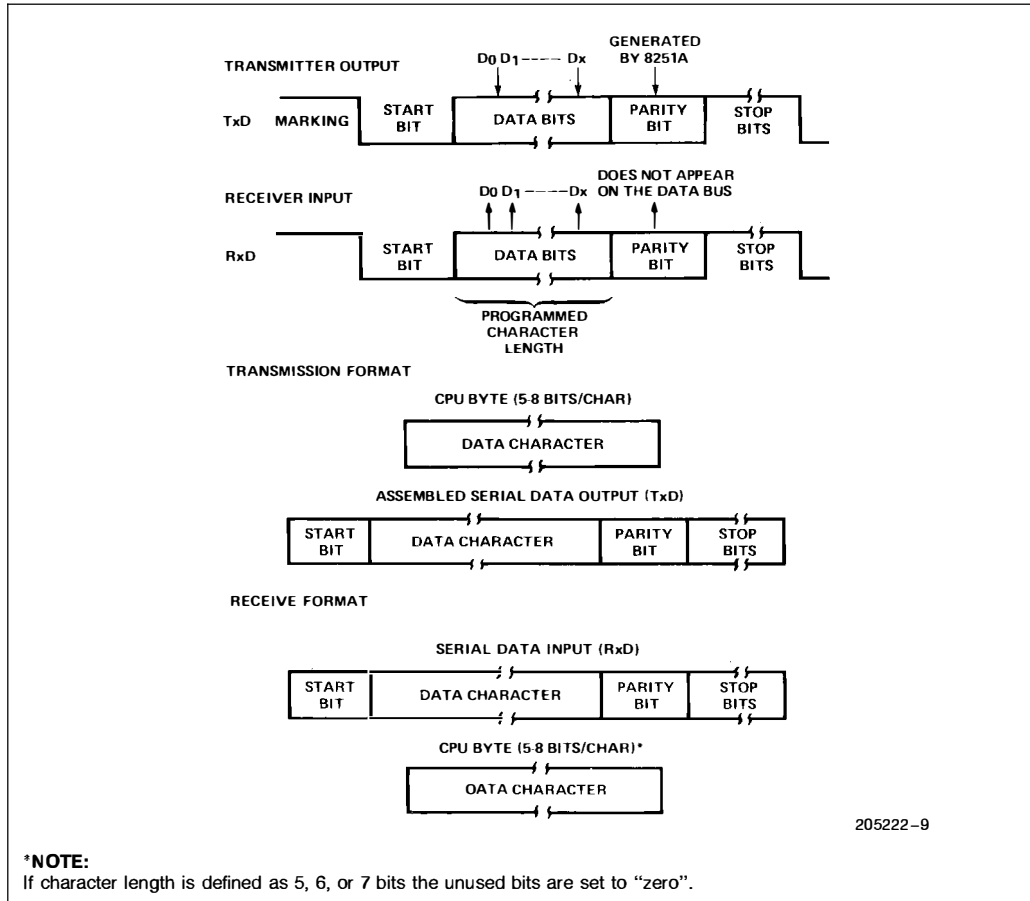 GENERATED
BY 8251A
TRANSMITTER OUTPUT
D0 D1 ----- Dx
TxD MARKING
START
BIT
DATA BITS
PARITY
BIT
STOP
BITS
DOES NOT APPEAR
ON THE DATA BUS
RECEIVER INPUT
D0 D1 ----- Dx
RxD
START
BIT
DATA BITS
PARITY
BIT
STOP
BITS
PROGRAMMED
CHARACTER
LENGTH
TRANSMISSION FORMAT
CPU BYTE (5-8 BITS/CHAR)
DATA CHARACTER
ASSEMBLED SERIAL DATA OUTPUT (TxD)
START
BIT
DATA CHARACTER
PARITY
BIT
STOP
BITS
RECEIVE FORMAT
SERIAL DATA INPUT (RxD)
START
BIT
DATA CHARACTER
PARITY
BIT
STOP
BITS
CPU BYTE (5-8 BITS/CHAR)*
OATA CHARACTER
205222–9
*NOTE:
If character length is defined as 5, 6, or 7 bits the unused bits are set to “zero”.